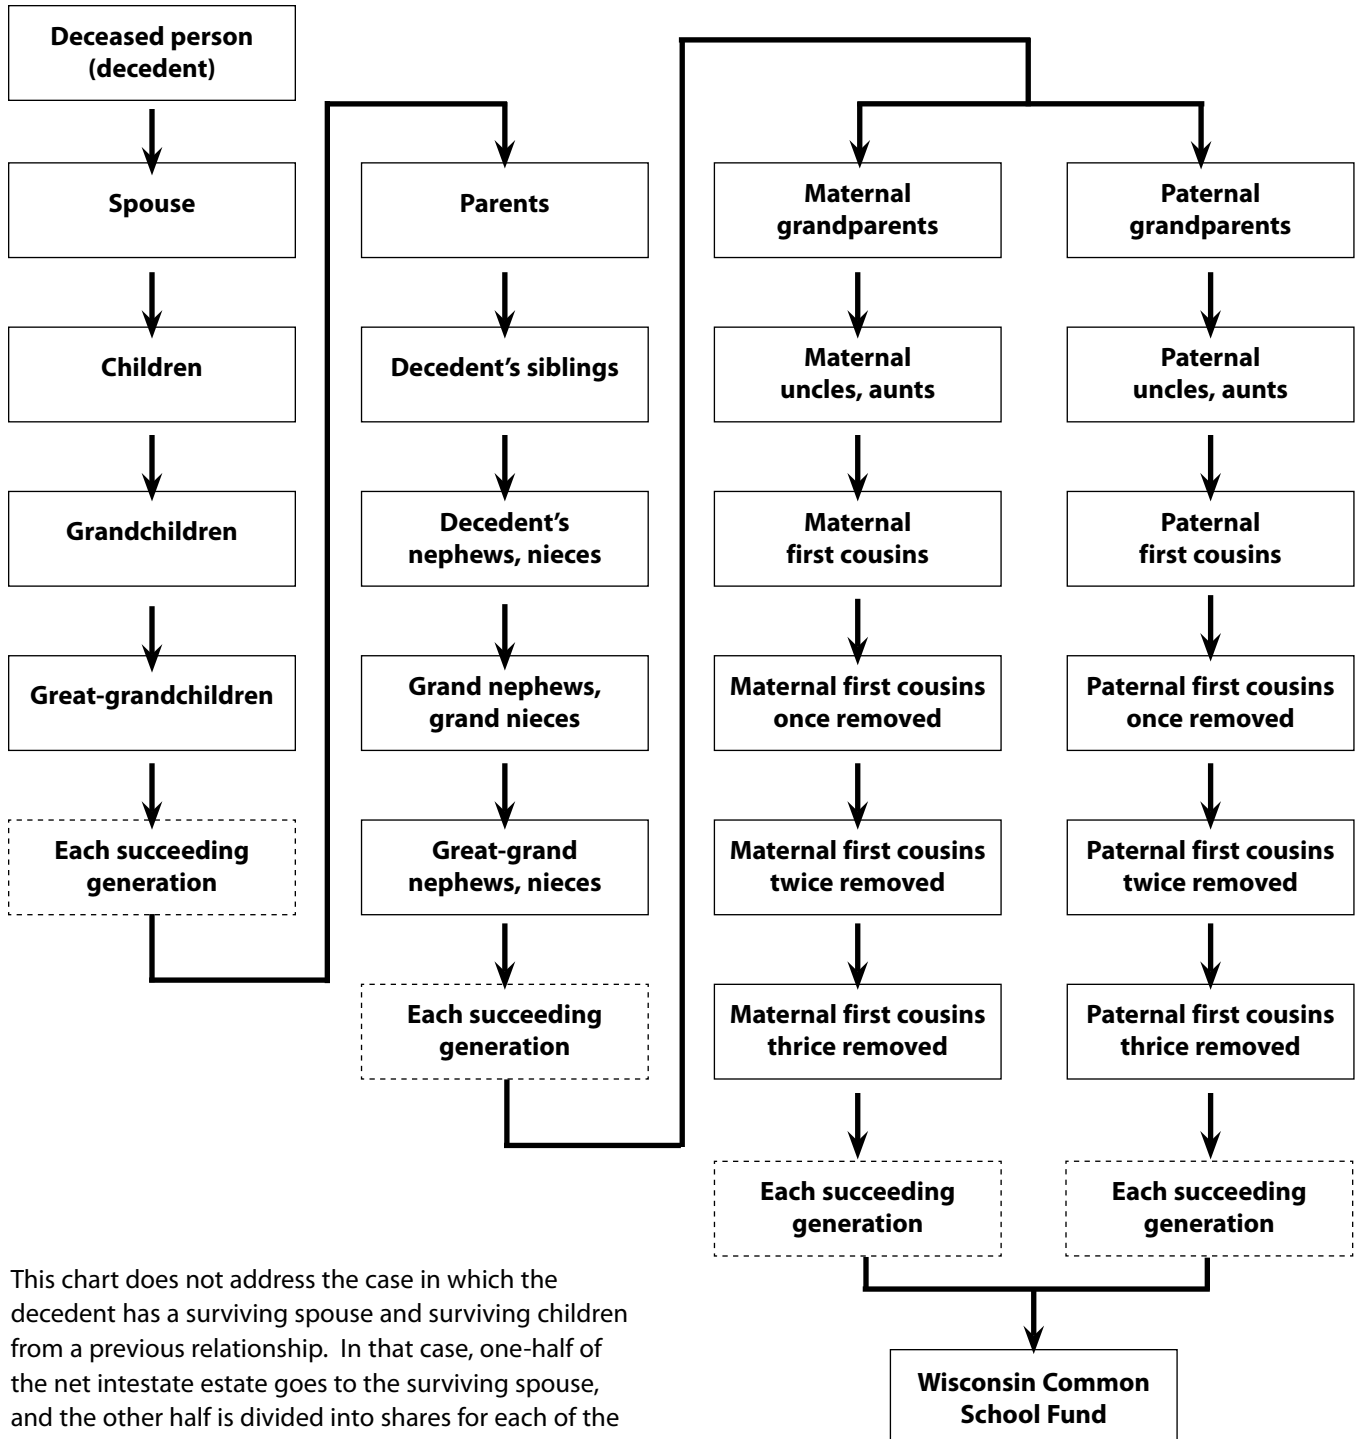 Deceased person
(decedent)
Spouse
Children
Grandchildren
Great-grandchildren
Each succeeding
generation
Parents
Decedent’s siblings
Decedent’s
nephews, nieces
Grand nephews,
grand nieces
Great-grand
nephews, nieces
Each succeeding
generation
Maternal
grandparents
Maternal
uncles, aunts
Maternal
first cousins
Maternal first cousins
once removed
Maternal first cousins
twice removed
Maternal first cousins
thrice removed
Each succeeding
generation
Paternal
grandparents
Paternal
uncles, aunts
Paternal
first cousins
Paternal first cousins
once removed
Paternal first cousins
twice removed
Paternal first cousins
thrice removed
Each succeeding
generation
Wisconsin Common
School Fund
This chart does not address the case in which the
decedent has a surviving spouse and surviving children
from a previous relationship.  In that case, one-half of
the net intestate estate goes to the surviving spouse,
and the other half is divided into shares for each of the